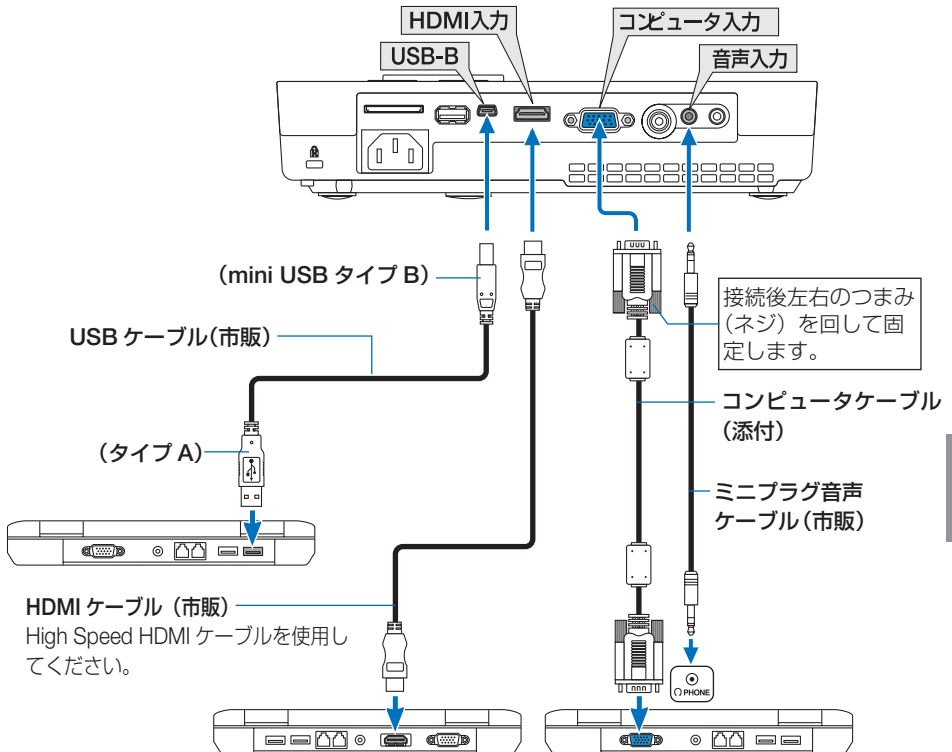 HDMI入力
コンピュータ入力
USB-B
音声入力
(mini USB タイプ B)
接続後左右のつまみ
(ネジ)を回して固
定します。
USB ケーブル(市販)
コンピュータケーブル
(添付)
(タイプ A)
ミニプラグ音声
ケーブル(市販)
HDMI ケーブル(市販)
High Speed HDMI ケーブルを使用し
てください。
PHONE